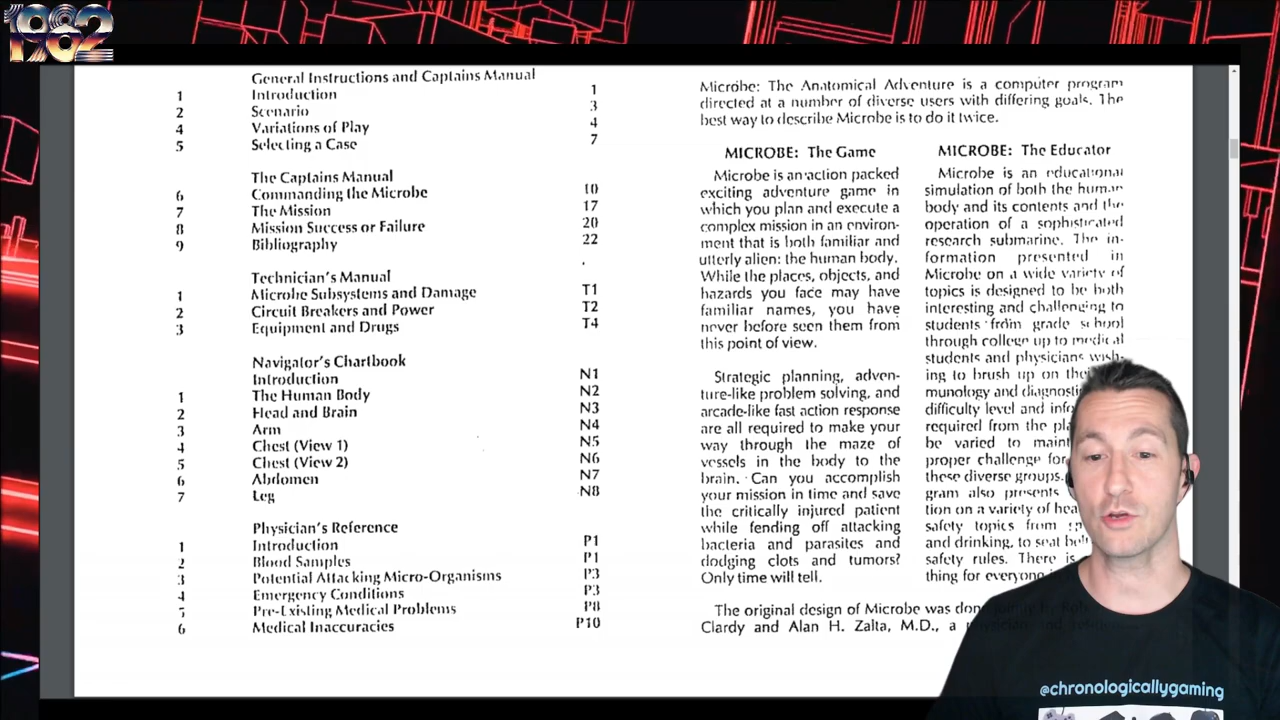 1982
General Instructions and Captains Manual 1
1 Introduction
2 Scenario 3
4 Variations of Play 4
5 Selecting a Case 7
The Captains Manual
6 Commanding the Microbe 10
7 The Mission 17
8 Mission Success or Failure 20
9 Bibliography 22
Technician's Manual
1 Microbe Subsystems and Damage T1
2 Circuit Breakers and Power T2
3 Equipment and Drugs T4
Navigator's Chartbook
Introduction N1
1 The Human Body N2
2 Head and Brain N3
3 Arm N4
4 Chest (View 1) N5
5 Chest (View 2) N6
6 Abdomen N7
7 Leg N8
Physician's Reference
1 Introduction P1
2 Blood Samples P1
3 Potential Attacking Micro-Organisms P3
4 Emergency Conditions P3
5 Pre-Existing Medical Problems P8
6 Medical Inaccuracies P10
Microbe: The Anatomical Adventure is a computer program
directed at a number of diverse users with differing goals. The
best way to describe Microbe is to do it twice.
MICROBE: The Game
Microbe is an action packed
exciting adventure game in
which you plan and execute a
complex mission in an environ-
ment that is both familiar and
utterly alien: the human body.
While the places, objects, and
hazards you face may have
familiar names, you have
never before seen them from
this point of view.
Strategic planning, adven-
ture-like problem solving, and
arcade-like fast action response
are all required to make your
way through the maze of
vessels in the body to the
brain. Can you accomplish
your mission in time and save
the critically injured patient
while fending off attacking
bacteria and parasites and
dodging clots and tumors?
Only time will tell.
MICROBE: The Educator
Microbe is an educational
simulation of both the human
body and its contents and the
operation of a sophisticated
research submarine. The in-
formation presented in
Microbe on a wide variety of
topics is designed to be both
interesting and challenging to
students from grade school
through college up to medical
students and physicians wish-
ing to brush up on
munology and
difficulty level and
required from the
be varied to
proper challenge for
these diverse groups.
gram also presents
tion on a variety of
safety topics from
and drinking, to seat
safety rules. There is
thing for everyone
The original design of Microbe was
Clardy and Alan H. Zalta, M.D., a
@chronologicallygaming